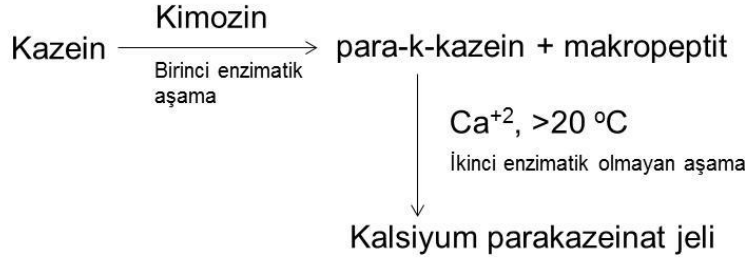 Kimozin
Kazein
para-k-kazein + makropeptit
Birinci enzimatik
aşama
Ca+2, >20 oC
İkinci enzimatik olmayan aşama
Kalsiyum parakazeinat jeli